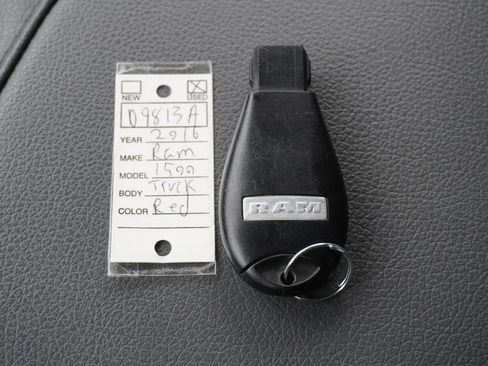 NEW USED
D9813A
YEAR 2016
MAKE Ram
MODEL 1500
BODY Truck
COLOR Red
RAM